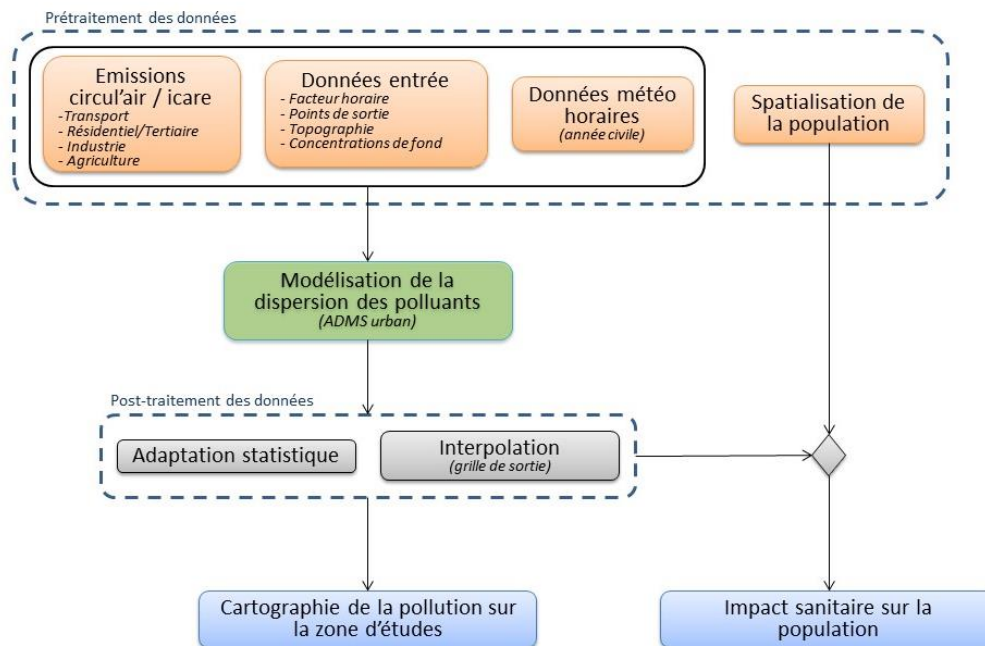 Prétraitement des données
Emissions
circul'air / icare
-Transport
- Résidentiel/Tertiaire
- Industrie
- Agriculture
Données entrée
- Facteur horaire
- Points de sortie
- Topographie
- Concentrations de fond
Données météo
horaires
(année civile)
Spatialisation de
la population
Modélisation de la
dispersion des polluants
(ADMS urban)
Post-traitement des données
Adaptation statistique
Interpolation
(grille de sortie)
Cartographie de la pollution sur
la zone d'études
Impact sanitaire sur la
population